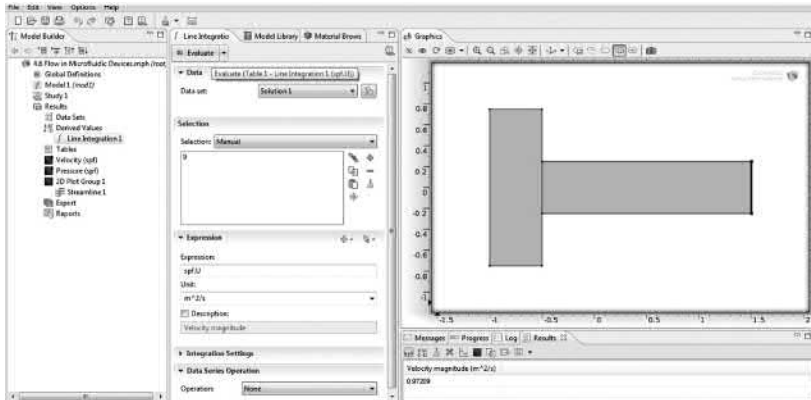 File Edit View Options Help
Model Builder
4.8 Flow in Microfluidic Devices.mph (root)
Global Definitions
Model 1 (mod1)
Study 1
Results
Data Sets
Derived Values
Line Integration 1
Tables
Velocity (spf)
Pressure (spf)
2D Plot Group 1
Streamline 1
Export
Reports
Line Integratio
Model Library
Material Brows
Evaluate
Data
Evaluate (Table 1 - Line Integration 1 (spf.U))
Data set:
Solution 1
Selection
Selection:
Manual
9
Expression
Expression:
spf.U
Unit:
m^2/s
Description:
Velocity magnitude
Integration Settings
Data Series Operation
Operation:
None
Graphics
1
0.8
0.6
0.4
0.2
0
-0.2
-0.4
-0.6
-0.8
-1
-1.5 -1 -0.5 0 0.5 1 1.5 2
Messages
Progress
Log
Results
Velocity magnitude (m^2/s)
0.97209